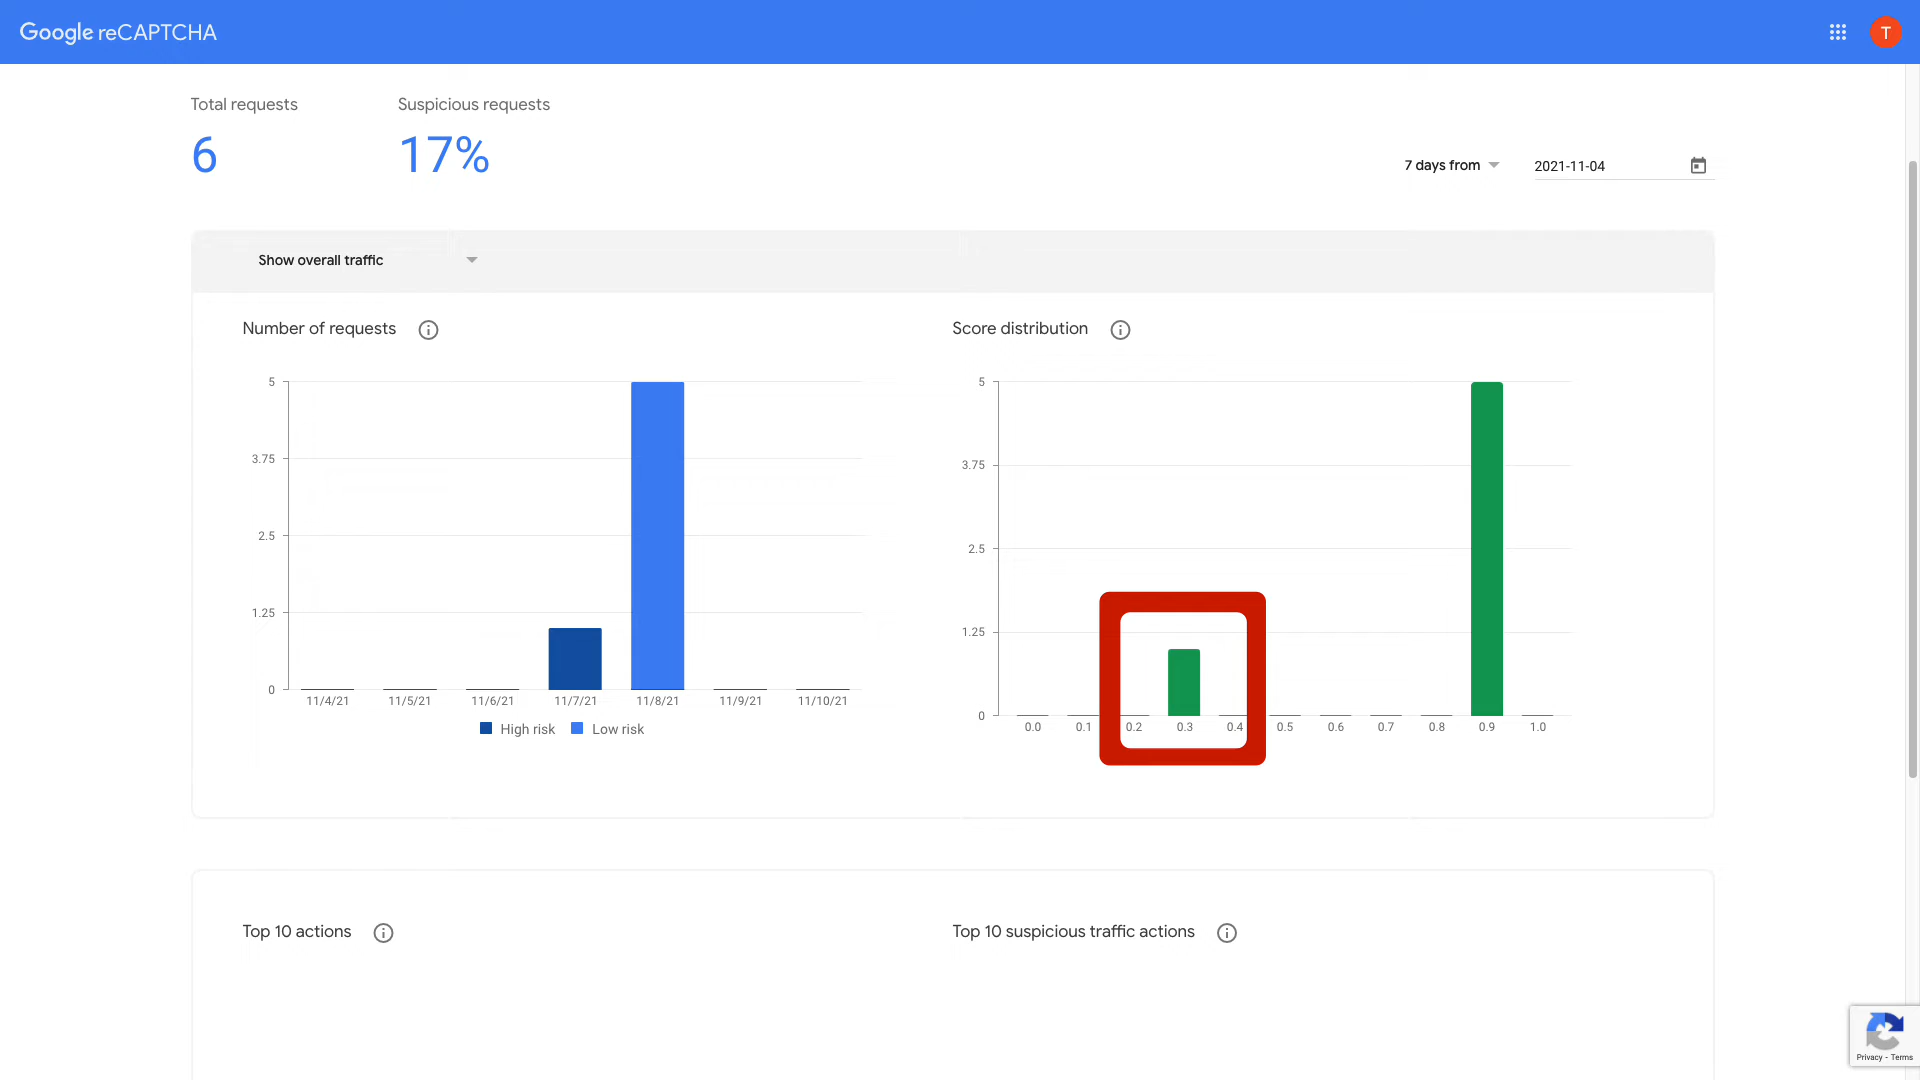 Google reCAPTCHA
T
Total requests
Suspicious requests
6
17%
7 days from
2021-11-04
Show overall traffic
Number of requests
Score distribution
5
3.75
2.5
1.25
0
11/4/21
11/5/21
11/6/21
11/7/21
11/8/21
11/9/21
11/10/21
High risk
Low risk
5
3.75
2.5
1.25
0
0.0
0.1
0.2
0.3
0.4
0.5
0.6
0.7
0.8
0.9
1.0
Top 10 actions
Top 10 suspicious traffic actions
Privacy - Terms